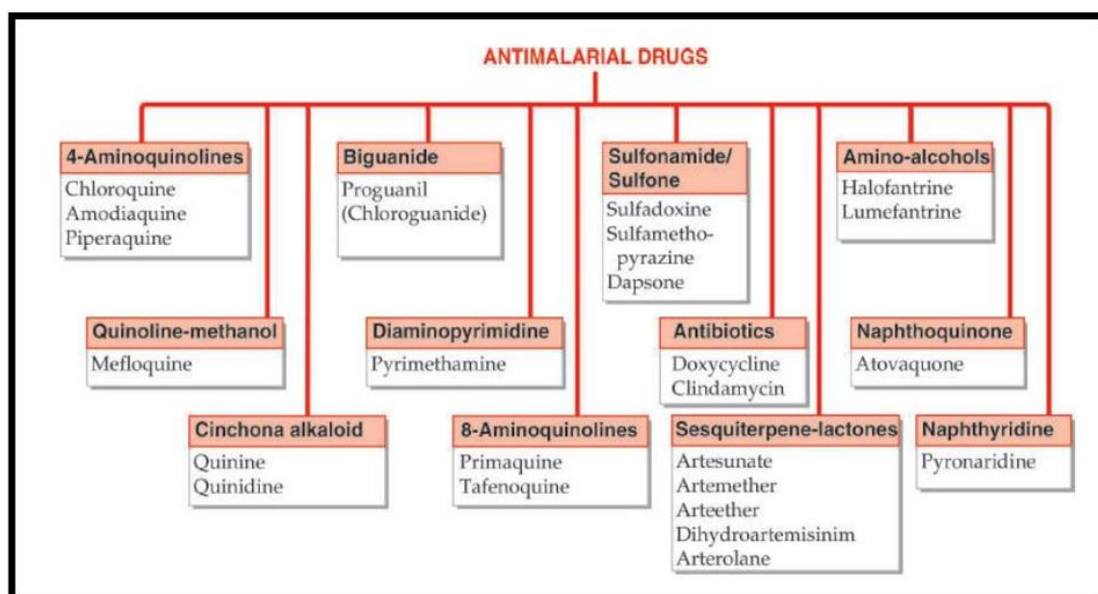 ANTIMALARIAL DRUGS
4-Aminoquinolines
Chloroquine
Amodiaquine
Piperaquine
Biguanide
Proguanil
(Chloroguanide)
Sulfonamide/
Sulfone
Sulfadoxine
Sulfametho-
pyrazine
Dapsone
Amino-alcohols
Halofantrine
Lumefantrine
Quinoline-methanol
Mefloquine
Diaminopyrimidine
Pyrimethamine
Antibiotics
Doxycycline
Clindamycin
Naphthoquinone
Atovaquone
Cinchona alkaloid
Quinine
Quinidine
8-Aminoquinolines
Primaquine
Tafenoquine
Sesquiterpene-lactones
Artesunate
Artemether
Arteether
Dihydroartemisinim
Arterolane
Naphthyridine
Pyronaridine